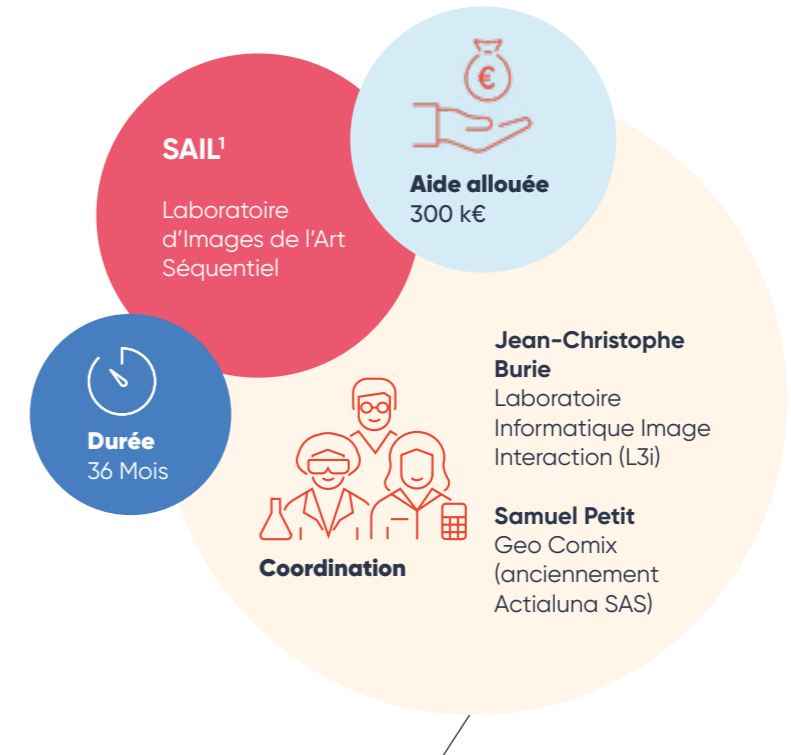 SAIL¹
Laboratoire
d'Images de l'Art
Séquentiel
€
Aide allouée
300 k€
Durée
36 Mois
Coordination
Jean-Christophe
Burie
Laboratoire
Informatique Image
Interaction (L3i)
Samuel Petit
Geo Comix
(anciennement
Actialuna SAS)